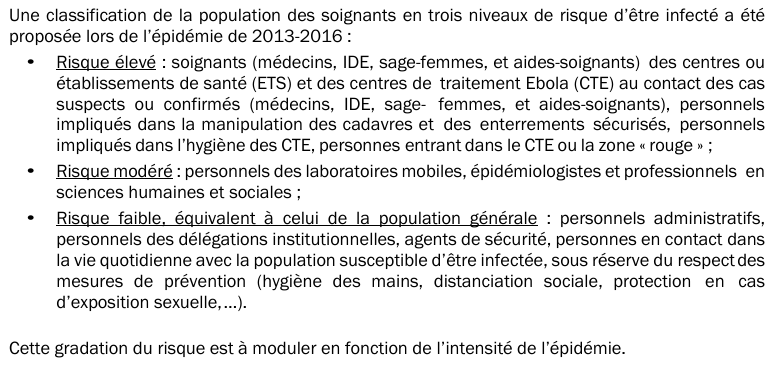 Une classification de la population des soignants en trois niveaux de risque d'être infecté a été
proposée lors de l'épidémie de 2013-2016 :
• Risque élevé : soignants (médecins, IDE, sage-femmes, et aides-soignants) des centres ou
établissements de santé (ETS) et des centres de traitement Ebola (CTE) au contact des cas
suspects ou confirmés (médecins, IDE, sage- femmes, et aides-soignants), personnels
impliqués dans la manipulation des cadavres et des enterrements sécurisés, personnels
impliqués dans l'hygiène des CTE, personnes entrant dans le CTE ou la zone « rouge » ;
• Risque modéré : personnels des laboratoires mobiles, épidémiologistes et professionnels en
sciences humaines et sociales ;
• Risque faible, équivalent à celui de la population générale : personnels administratifs,
personnels des délégations institutionnelles, agents de sécurité, personnes en contact dans
la vie quotidienne avec la population susceptible d'être infectée, sous réserve du respect des
mesures de prévention (hygiène des mains, distanciation sociale, protection en cas
d'exposition sexuelle,...).
Cette gradation du risque est à moduler en fonction de l'intensité de l'épidémie.